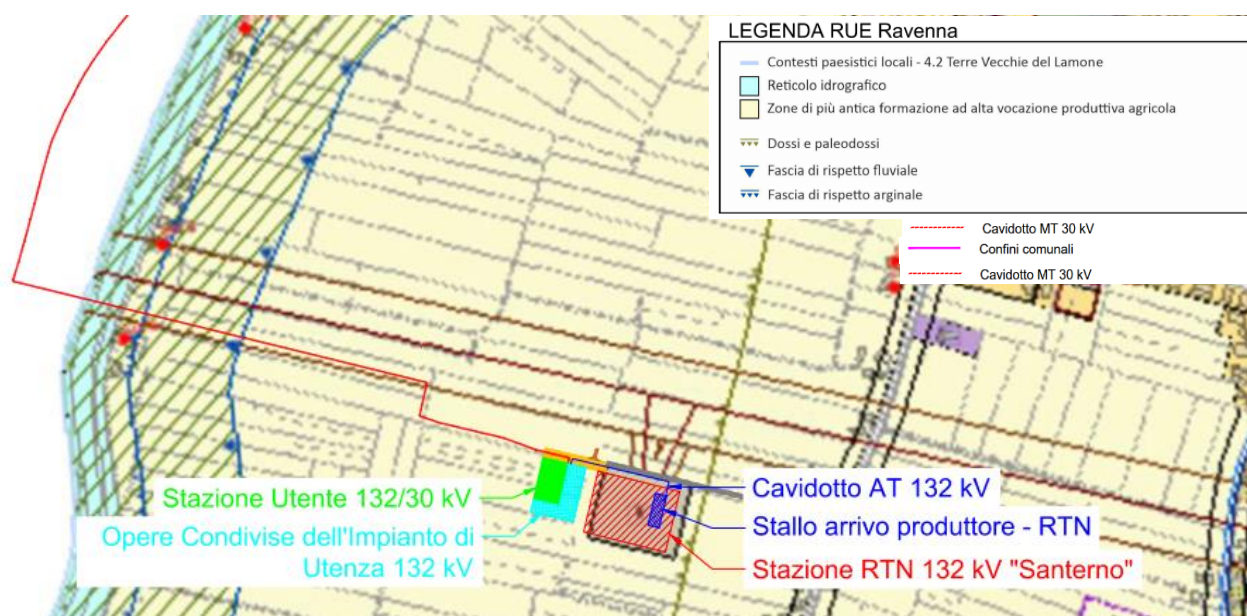 LEGENDA RUE Ravenna
Contesti paesistici locali - 4.2 Terre Vecchie del Lamone
Reticolo idrografico
Zone di più antica formazione ad alta vocazione produttiva agricola
Dossi e paleodossi
Fascia di rispetto fluviale
Fascia di rispetto arginale
Cavidotto MT 30 kV
Confini comunali
Cavidotto MT 30 kV
Stazione Utente 132/30 kV
Opere Condivise dell'Impianto di
Utenza 132 kV
Cavidotto AT 132 kV
Stallo arrivo produttore - RTN
Stazione RTN 132 kV "Santerno"